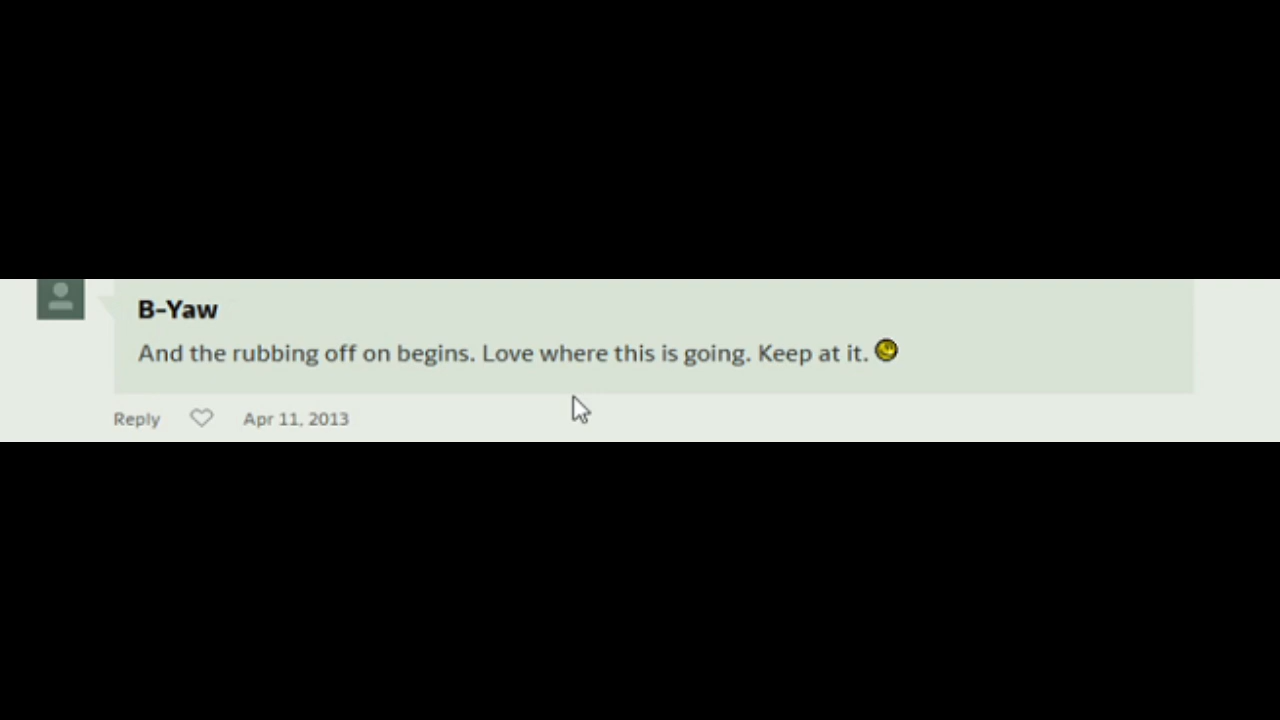 B-Yaw
And the rubbing off on begins. Love where this is going. Keep at it.
Reply Apr 11, 2013